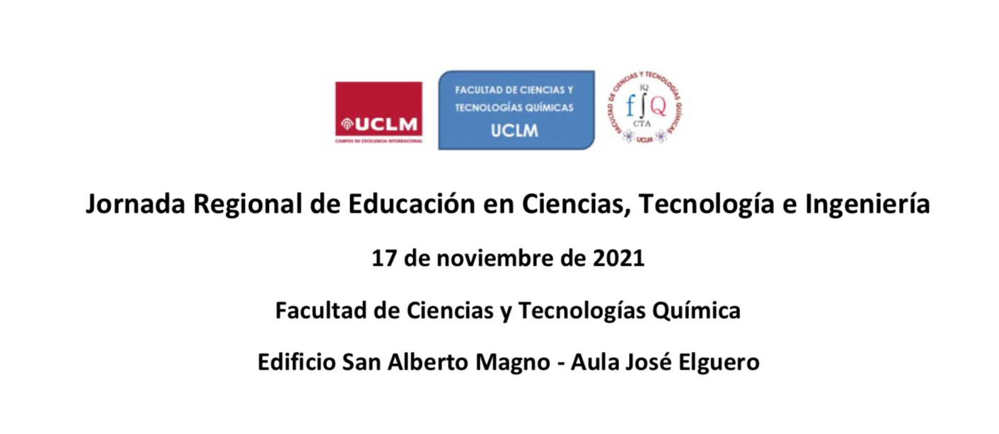 UCLM
CAMPUS DE EXCELENCIA INTERNACIONAL
FACULTAD DE CIENCIAS Y
TECNOLOGÍAS QUÍMICAS
UCLM
FACULTAD DE CIENCIAS Y TECNOLOGÍAS QUÍMICAS
IQ
f∫Q
CTA
UCLM
Jornada Regional de Educación en Ciencias, Tecnología e Ingeniería
17 de noviembre de 2021
Facultad de Ciencias y Tecnologías Química
Edificio San Alberto Magno - Aula José Elguero